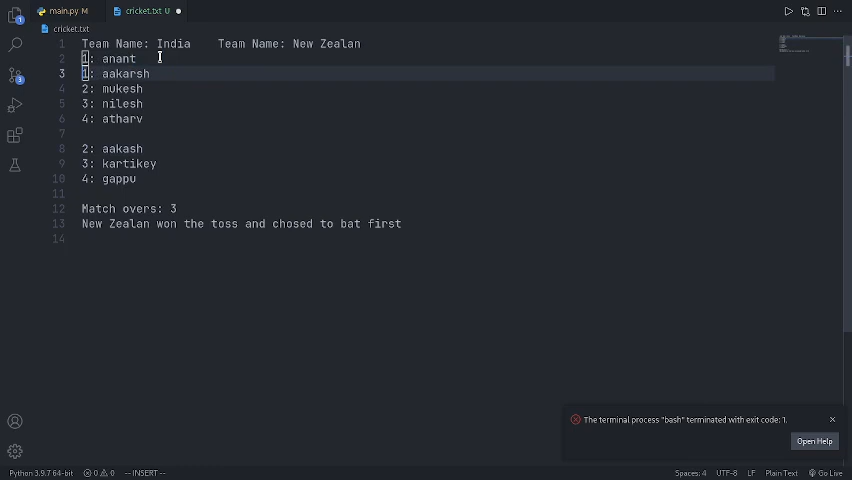 main.py M
cricket.txt U
cricket.txt
1 Team Name: India    Team Name: New Zealan
2 1: anant
3 1: aakarsh
4 2: mukesh
5 3: nilesh
6 4: atharv
7
8 2: aakash
9 3: kartikey
10 4: gappu
11
12 Match overs: 3
13 New Zealan won the toss and chosed to bat first
14
1
3
The terminal process "bash" terminated with exit code: 1.
Open Help
Python 3.9.7 64-bit 0 0 -- INSERT -- Spaces: 4 UTF-8 LF Plain Text Go Live